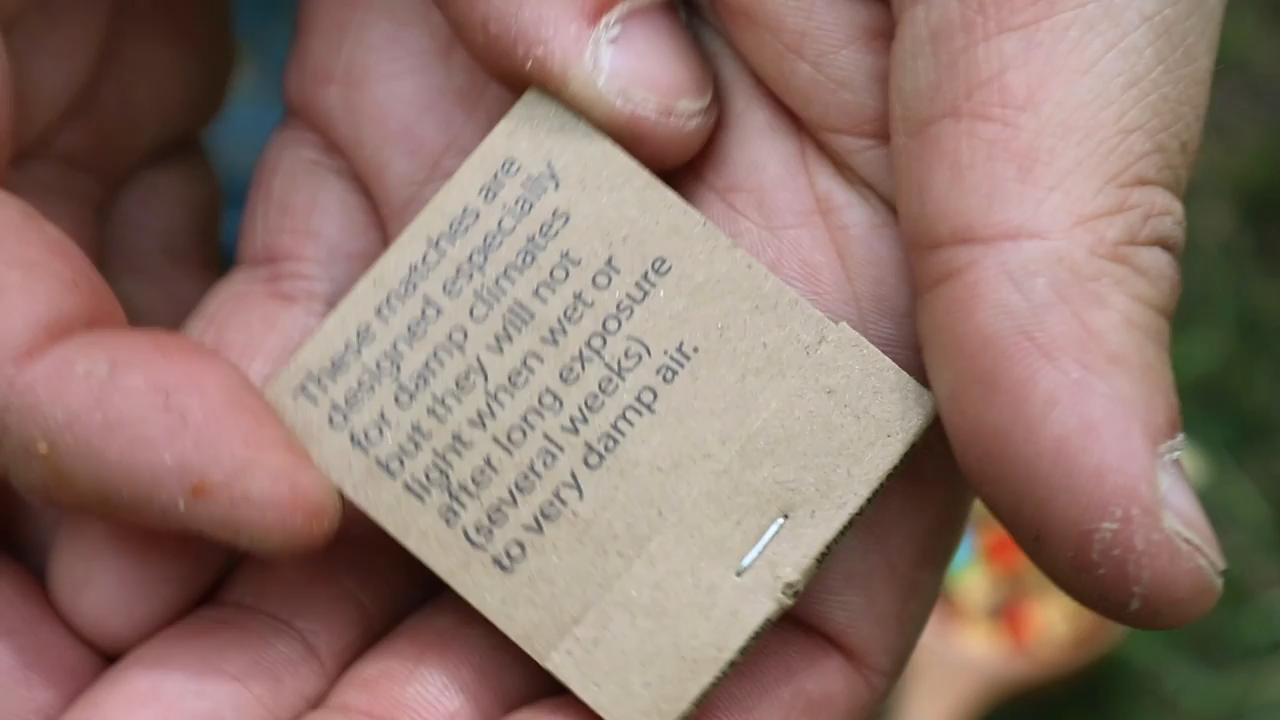 These matches are
designed especially
for damp climates
but they will not
light when wet or
after long exposure
(several weeks)
to very damp air.